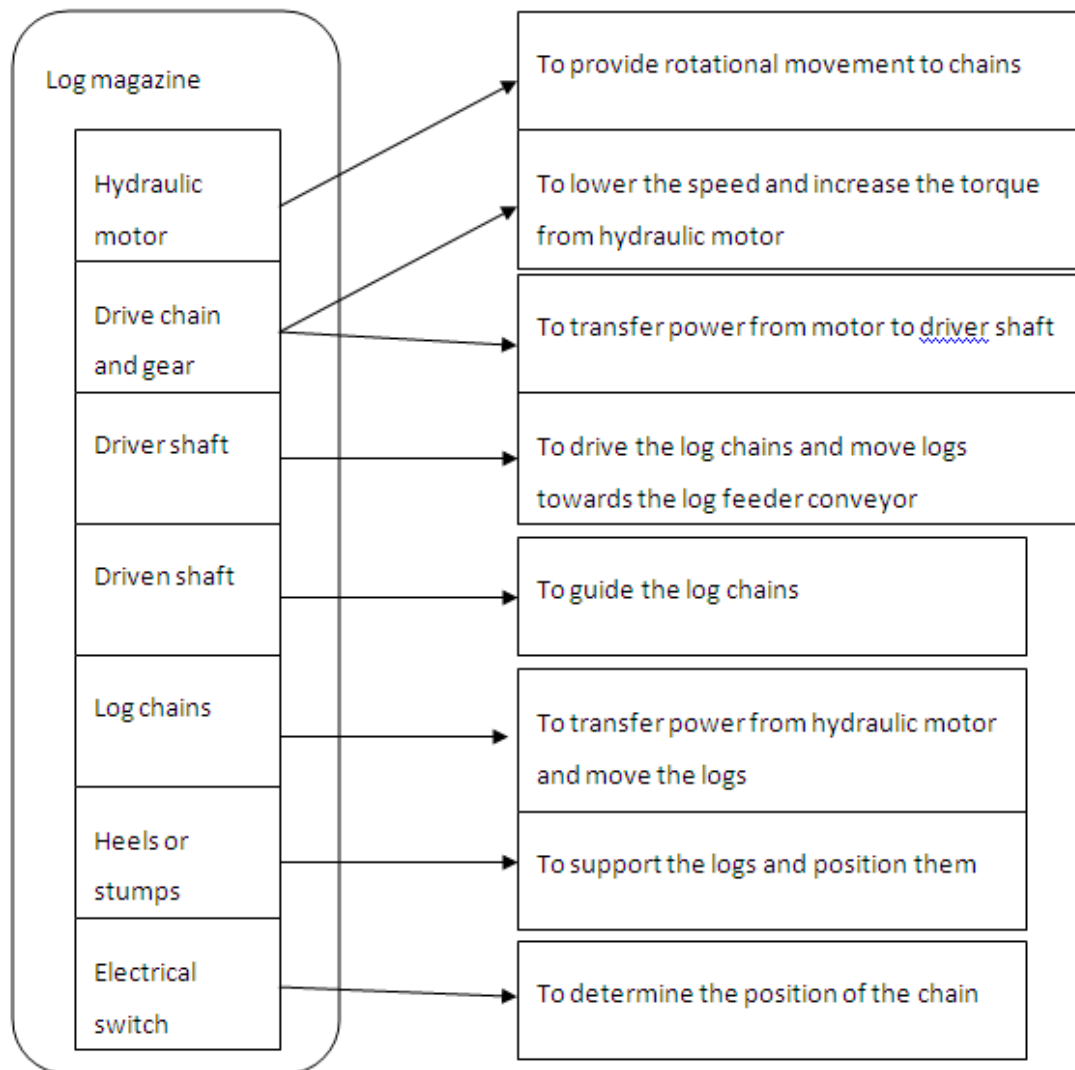 Log magazine
Hydraulic
motor
Drive chain
and gear
Driver shaft
Driven shaft
Log chains
Heels or
stumps
Electrical
switch
To provide rotational movement to chains
To lower the speed and increase the torque
from hydraulic motor
To transfer power from motor to driver shaft
To drive the log chains and move logs
towards the log feeder conveyor
To guide the log chains
To transfer power from hydraulic motor
and move the logs
To support the logs and position them
To determine the position of the chain